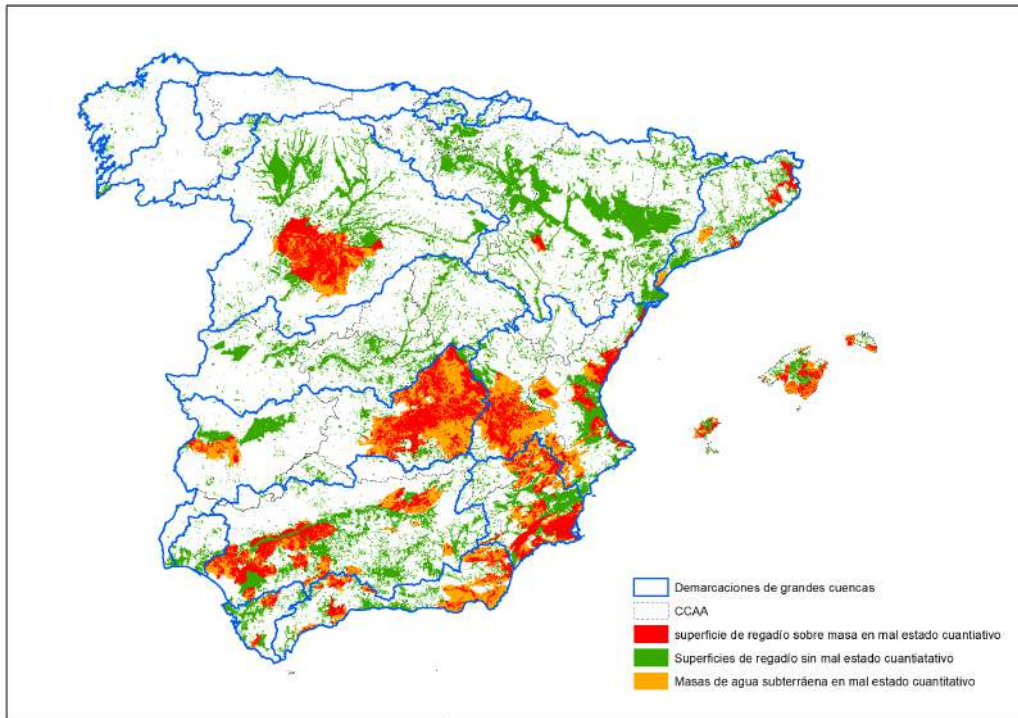 Demarcaciones de grandes cuencas
CCAA
superficie de regadío sobre masa en mal estado cuantiativo
Superficies de regadío sin mal estado cuantiatativo
Masas de agua subterráena en mal estado cuantitativo